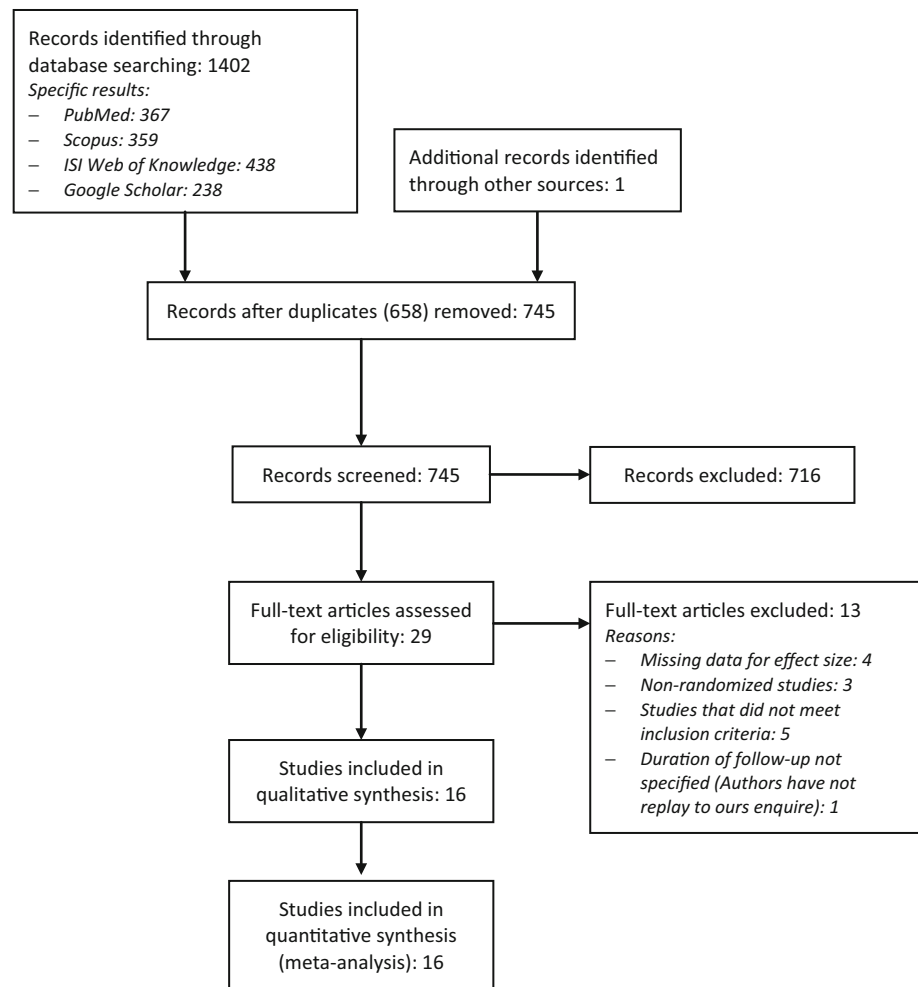 Records identified through
database searching: 1402
Specific results:
– PubMed: 367
– Scopus: 359
– ISI Web of Knowledge: 438
– Google Scholar: 238
Additional records identified
through other sources: 1
Records after duplicates (658) removed: 745
Records screened: 745
Records excluded: 716
Full-text articles assessed
for eligibility: 29
Full-text articles excluded: 13
Reasons:
– Missing data for effect size: 4
– Non-randomized studies: 3
– Studies that did not meet
inclusion criteria: 5
– Duration of follow-up not
specified (Authors have not
replay to ours enquire): 1
Studies included in
qualitative synthesis: 16
Studies included in
quantitative synthesis
(meta-analysis): 16